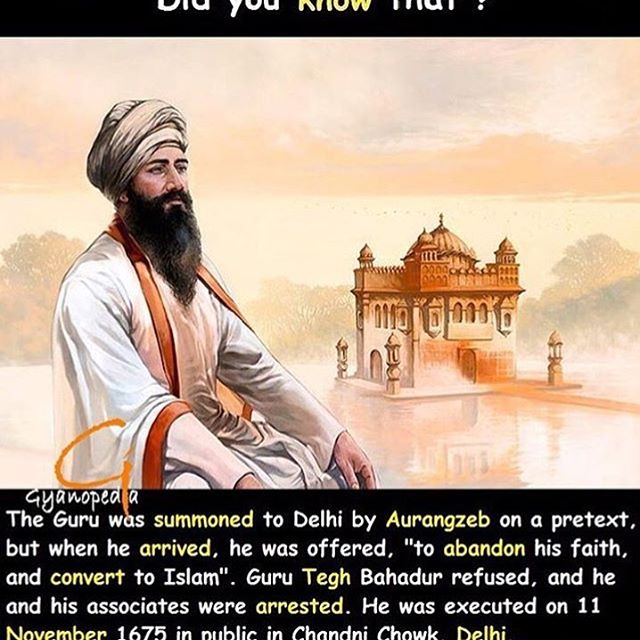 Did you know that ?
Gyanopedia
The Guru was summoned to Delhi by Aurangzeb on a pretext,
but when he arrived, he was offered, "to abandon his faith,
and convert to Islam". Guru Tegh Bahadur refused, and he
and his associates were arrested. He was executed on 11
November 1675 in public in Chandni Chowk, Delhi